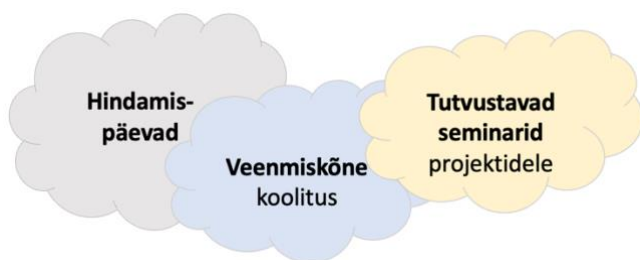 Hindamis-
päevad
Veenmiskõne
koolitus
Tutvustavad
seminarid
projektidele